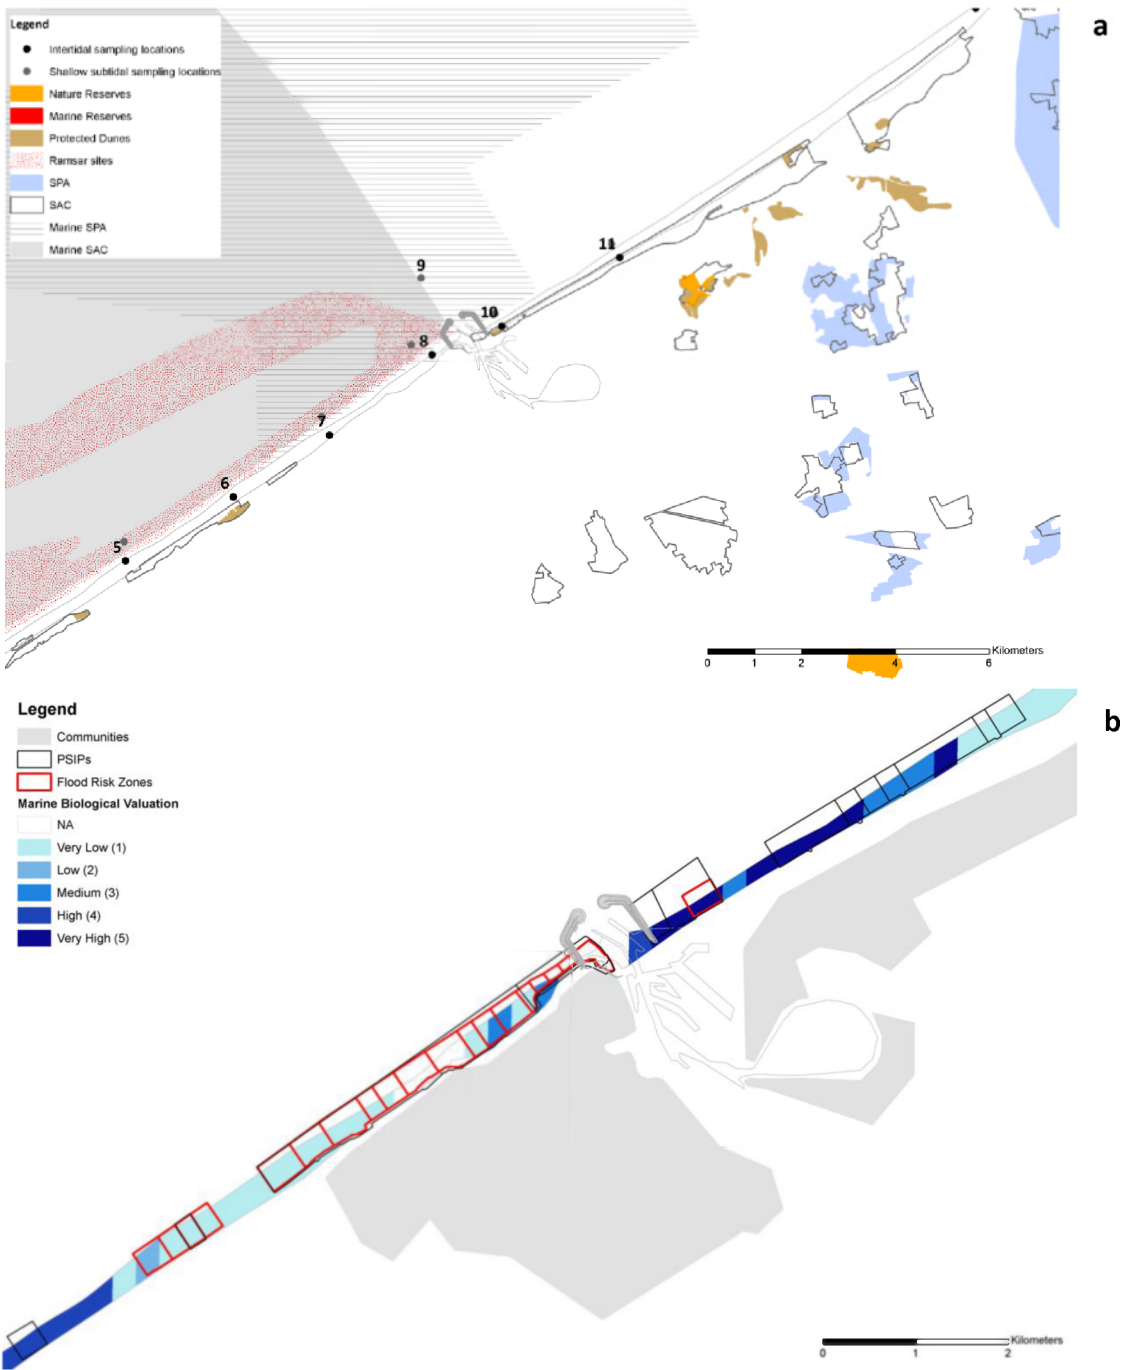 a
Legend
Intertidal sampling locations
Shallow subtidal sampling locations
Nature Reserves
Marine Reserves
Protected Dunes
Ramsar sites
SPA
SAC
Marine SPA
Marine SAC
11
9
10
8
7
6
5
Kilometers
0 1 2 4 6
b
Legend
Communities
PSIPs
Flood Risk Zones
Marine Biological Valuation
NA
Very Low (1)
Low (2)
Medium (3)
High (4)
Very High (5)
Kilometers
0 1 2